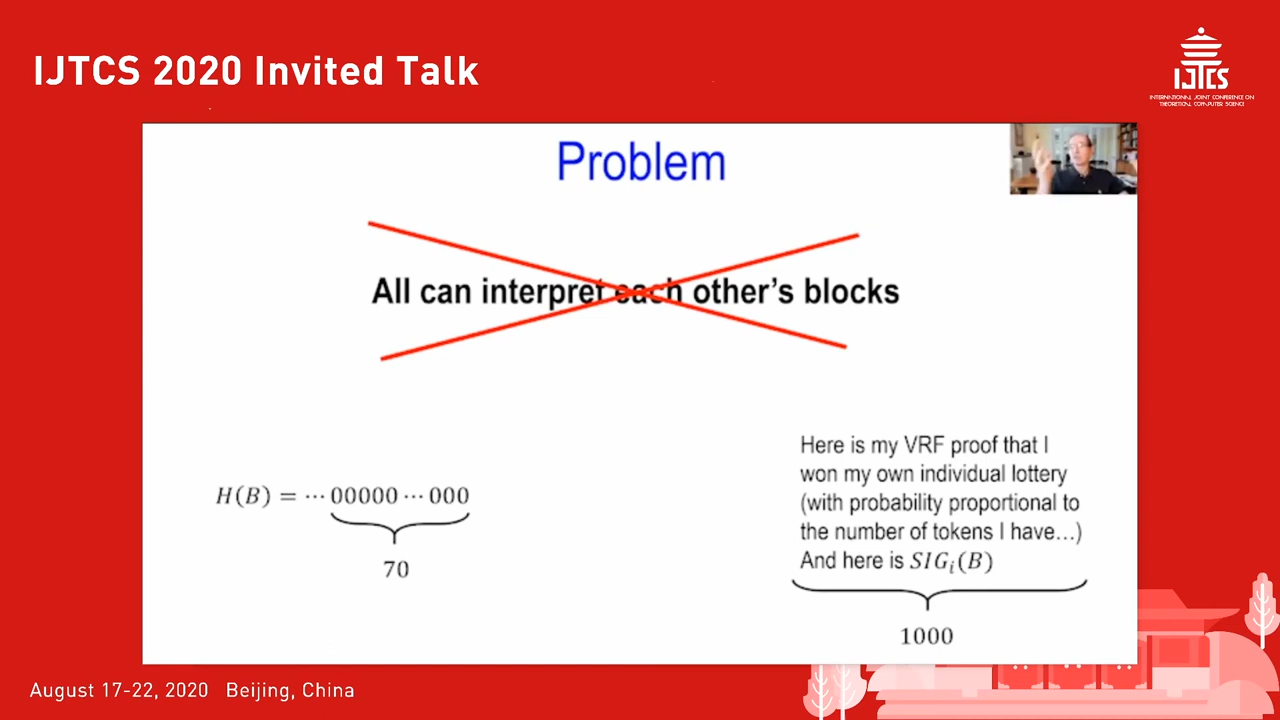 IJTCS 2020 Invited Talk
IJTCS
INTERNATIONAL JOINT CONFERENCE ON
THEORETICAL COMPUTER SCIENCE
Problem
All can interpret each other's blocks
H(B) = ··· 00000 ··· 000
70
Here is my VRF proof that I
won my own individual lottery
(with probability proportional to
the number of tokens I have…)
And here is SIGᵢ(B)
1000
August 17-22, 2020 Beijing, China